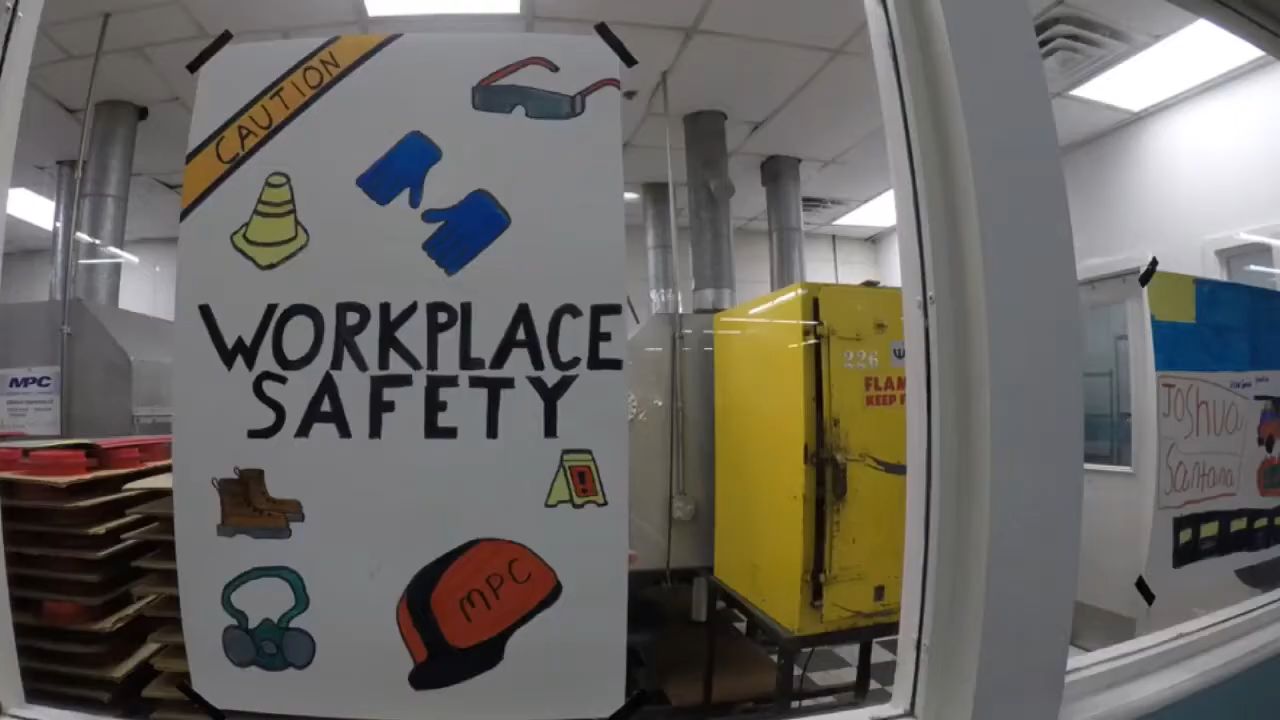 CAUTION
WORKPLACE
SAFETY
MPC
MPC
226
FLAM
KEEP F
Joshua
Santana